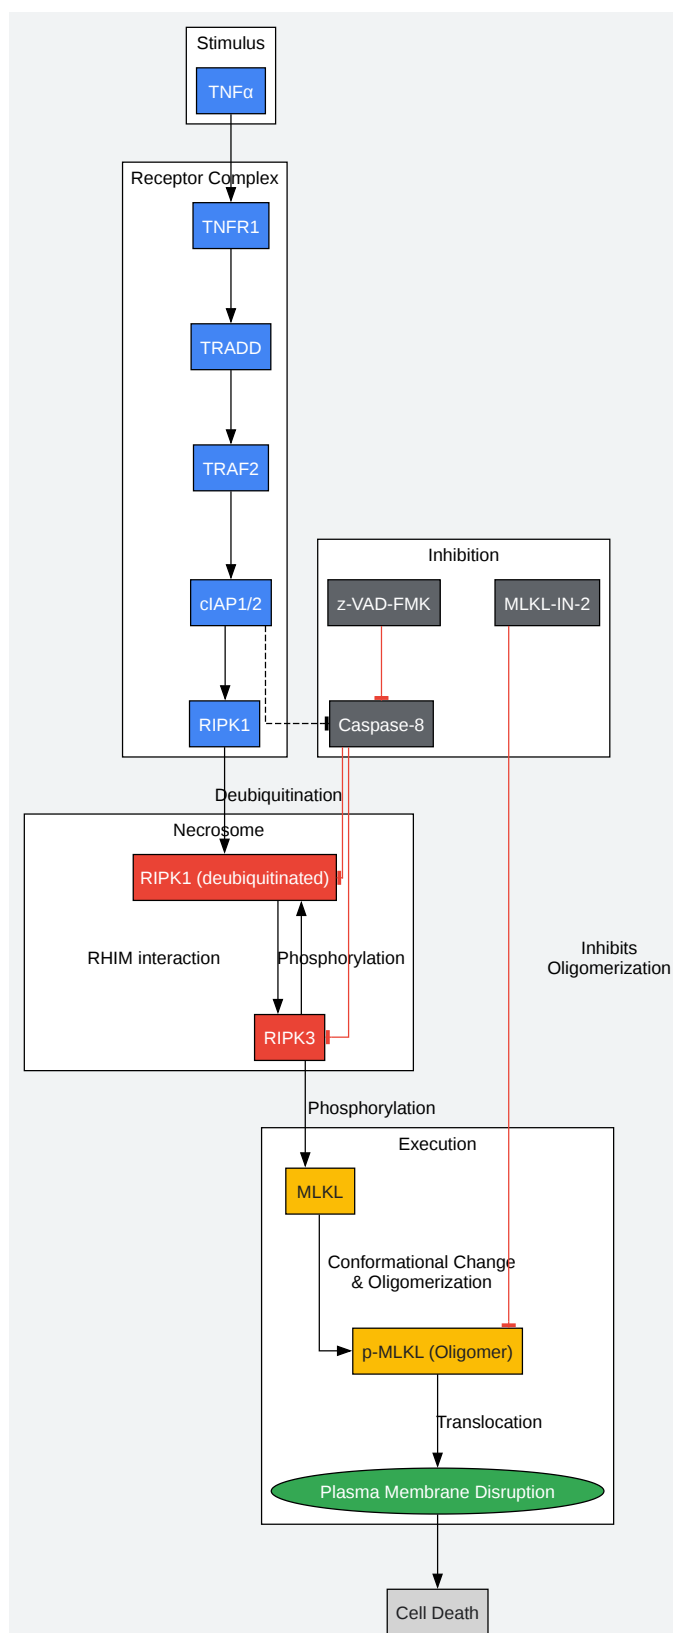 Stimulus
TNFα
Receptor Complex
TNFR1
TRADD
TRAF2
Inhibition
cIAP1/2
z-VAD-FMK
MLKL-IN-2
RIPK1
Caspase-8
Deubiquitination
Necrosome
RIPK1 (deubiquitinated)
RHIM interaction
Phosphorylation
Inhibits
Oligomerization
RIPK3
Phosphorylation
Execution
MLKL
Conformational Change
& Oligomerization
p-MLKL (Oligomer)
Translocation
Plasma Membrane Disruption
Cell Death